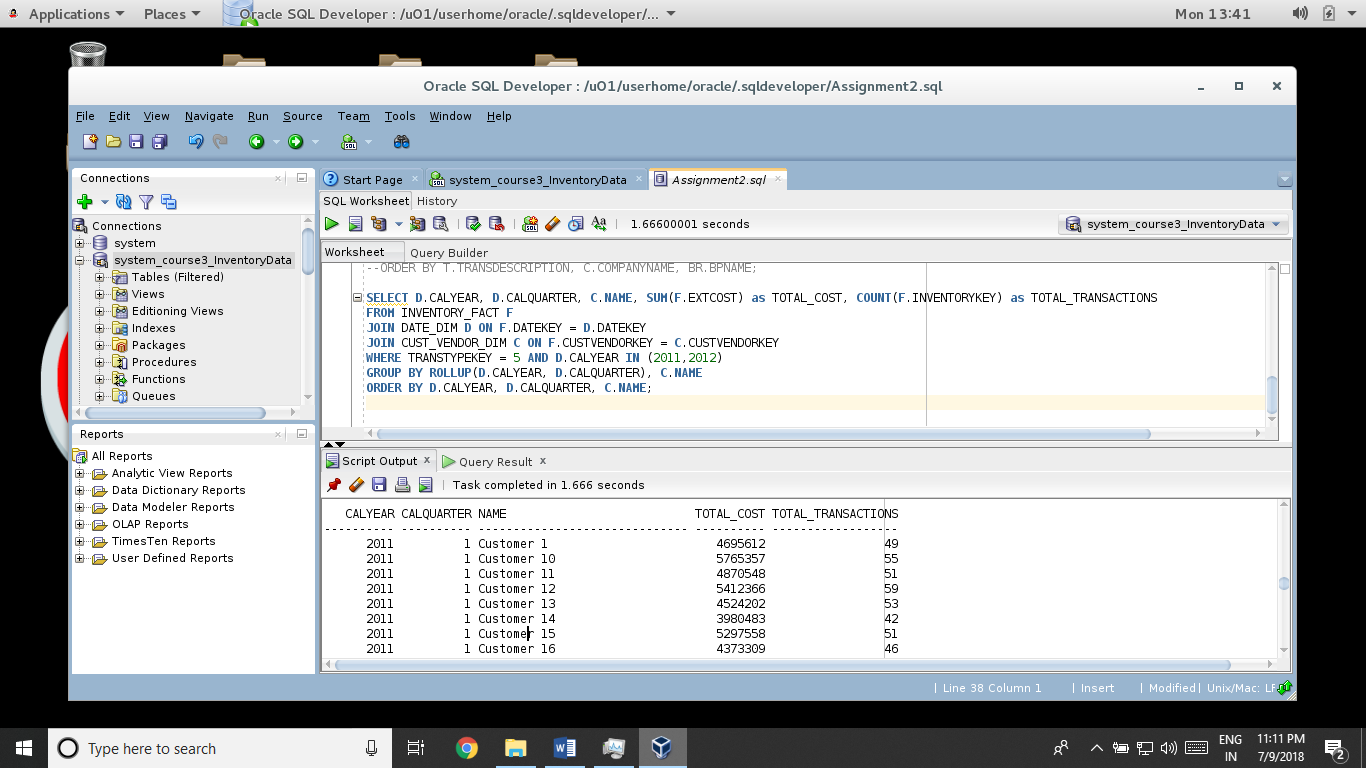 Applications Places Oracle SQL Developer : /u01/userhome/oracle/.sqldeveloper/... Mon 13:41
Oracle SQL Developer : /u01/userhome/oracle/.sqldeveloper/Assignment2.sql
File Edit View Navigate Run Source Team Tools Window Help
Connections
Connections
system
system_course3_InventoryData
Tables (Filtered)
Views
Editioning Views
Indexes
Packages
Procedures
Functions
Queues
Reports
All Reports
Analytic View Reports
Data Dictionary Reports
Data Modeler Reports
OLAP Reports
TimesTen Reports
User Defined Reports
Start Page system_course3_InventoryData Assignment2.sql
SQL Worksheet History
1.66600001 seconds system_course3_InventoryData
Worksheet Query Builder
--ORDER BY T.TRANSDESCRIPTION, C.COMPANYNAME, BR.BPNAME;
SELECT D.CALYEAR, D.CALQUARTER, C.NAME, SUM(F.EXTCOST) as TOTAL_COST, COUNT(F.INVENTORYKEY) as TOTAL_TRANSACTIONS
FROM INVENTORY_FACT F
JOIN DATE_DIM D ON F.DATEKEY = D.DATEKEY
JOIN CUST_VENDOR_DIM C ON F.CUSTVENDORKEY = C.CUSTVENDORKEY
WHERE TRANSTYPEKEY = 5 AND D.CALYEAR IN (2011,2012)
GROUP BY ROLLUP(D.CALYEAR, D.CALQUARTER), C.NAME
ORDER BY D.CALYEAR, D.CALQUARTER, C.NAME;
Script Output Query Result
Task completed in 1.666 seconds
CALYEAR CALQUARTER NAME TOTAL_COST TOTAL_TRANSACTIONS
---------- ---------- ------------------------------ ---------- ------------------
2011 1 Customer 1 4695612 49
2011 1 Customer 10 5765357 55
2011 1 Customer 11 4870548 51
2011 1 Customer 12 5412366 59
2011 1 Customer 13 4524202 53
2011 1 Customer 14 3980483 42
2011 1 Customer 15 5297558 51
2011 1 Customer 16 4373309 46
Line 38 Column 1 Insert Modified Unix/Mac: LF
Type here to search
ENG
IN
11:11 PM
7/9/2018
2